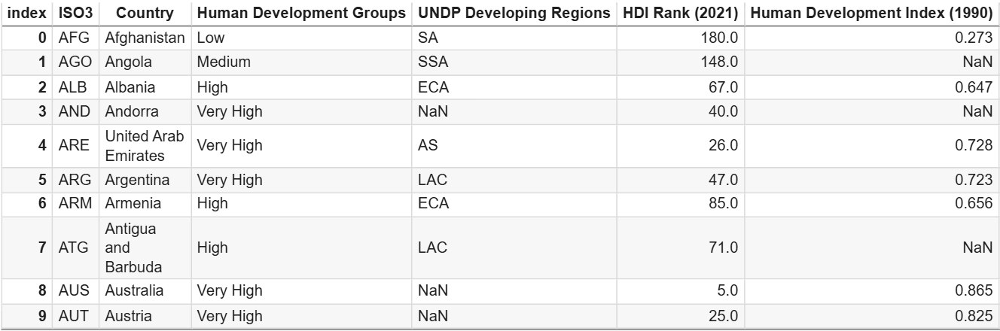 index ISO3 Country Human Development Groups UNDP Developing Regions HDI Rank (2021) Human Development Index (1990)
0 AFG Afghanistan Low SA 180.0 0.273
1 AGO Angola Medium SSA 148.0 NaN
2 ALB Albania High ECA 67.0 0.647
3 AND Andorra Very High NaN 40.0 NaN
4 ARE United Arab Emirates Very High AS 26.0 0.728
5 ARG Argentina Very High LAC 47.0 0.723
6 ARM Armenia High ECA 85.0 0.656
7 ATG Antigua and Barbuda High LAC 71.0 NaN
8 AUS Australia Very High NaN 5.0 0.865
9 AUT Austria Very High NaN 25.0 0.825